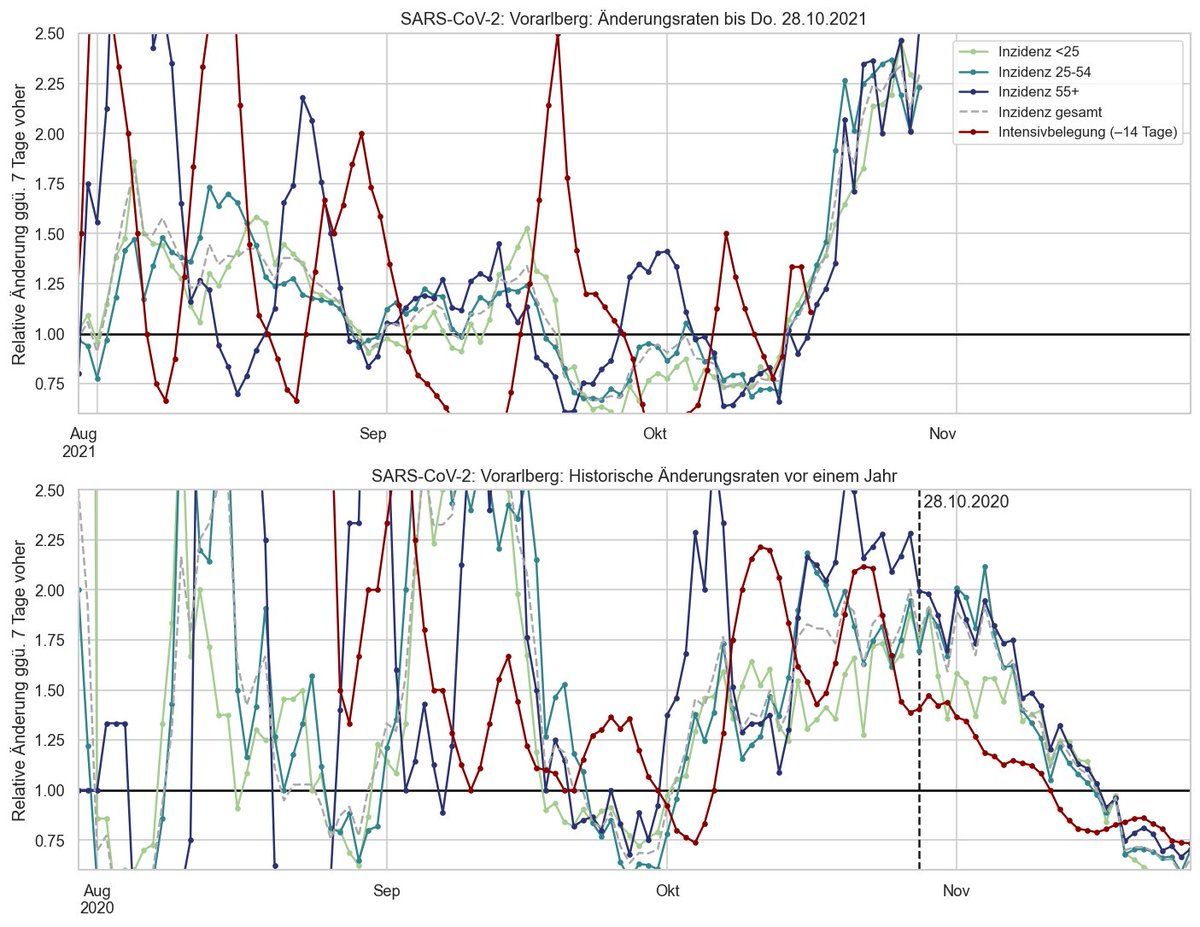 SARS-CoV-2: Vorarlberg: Änderungsraten bis Do. 28.10.2021
Relative Änderung ggü. 7 Tage voher
2.50
2.25
2.00
1.75
1.50
1.25
1.00
0.75
Inzidenz <25
Inzidenz 25-54
Inzidenz 55+
Inzidenz gesamt
Intensivbelegung (–14 Tage)
Aug
2021
Sep
Okt
Nov
SARS-CoV-2: Vorarlberg: Historische Änderungsraten vor einem Jahr
Relative Änderung ggü. 7 Tage voher
2.50
2.25
2.00
1.75
1.50
1.25
1.00
0.75
28.10.2020
Aug
2020
Sep
Okt
Nov